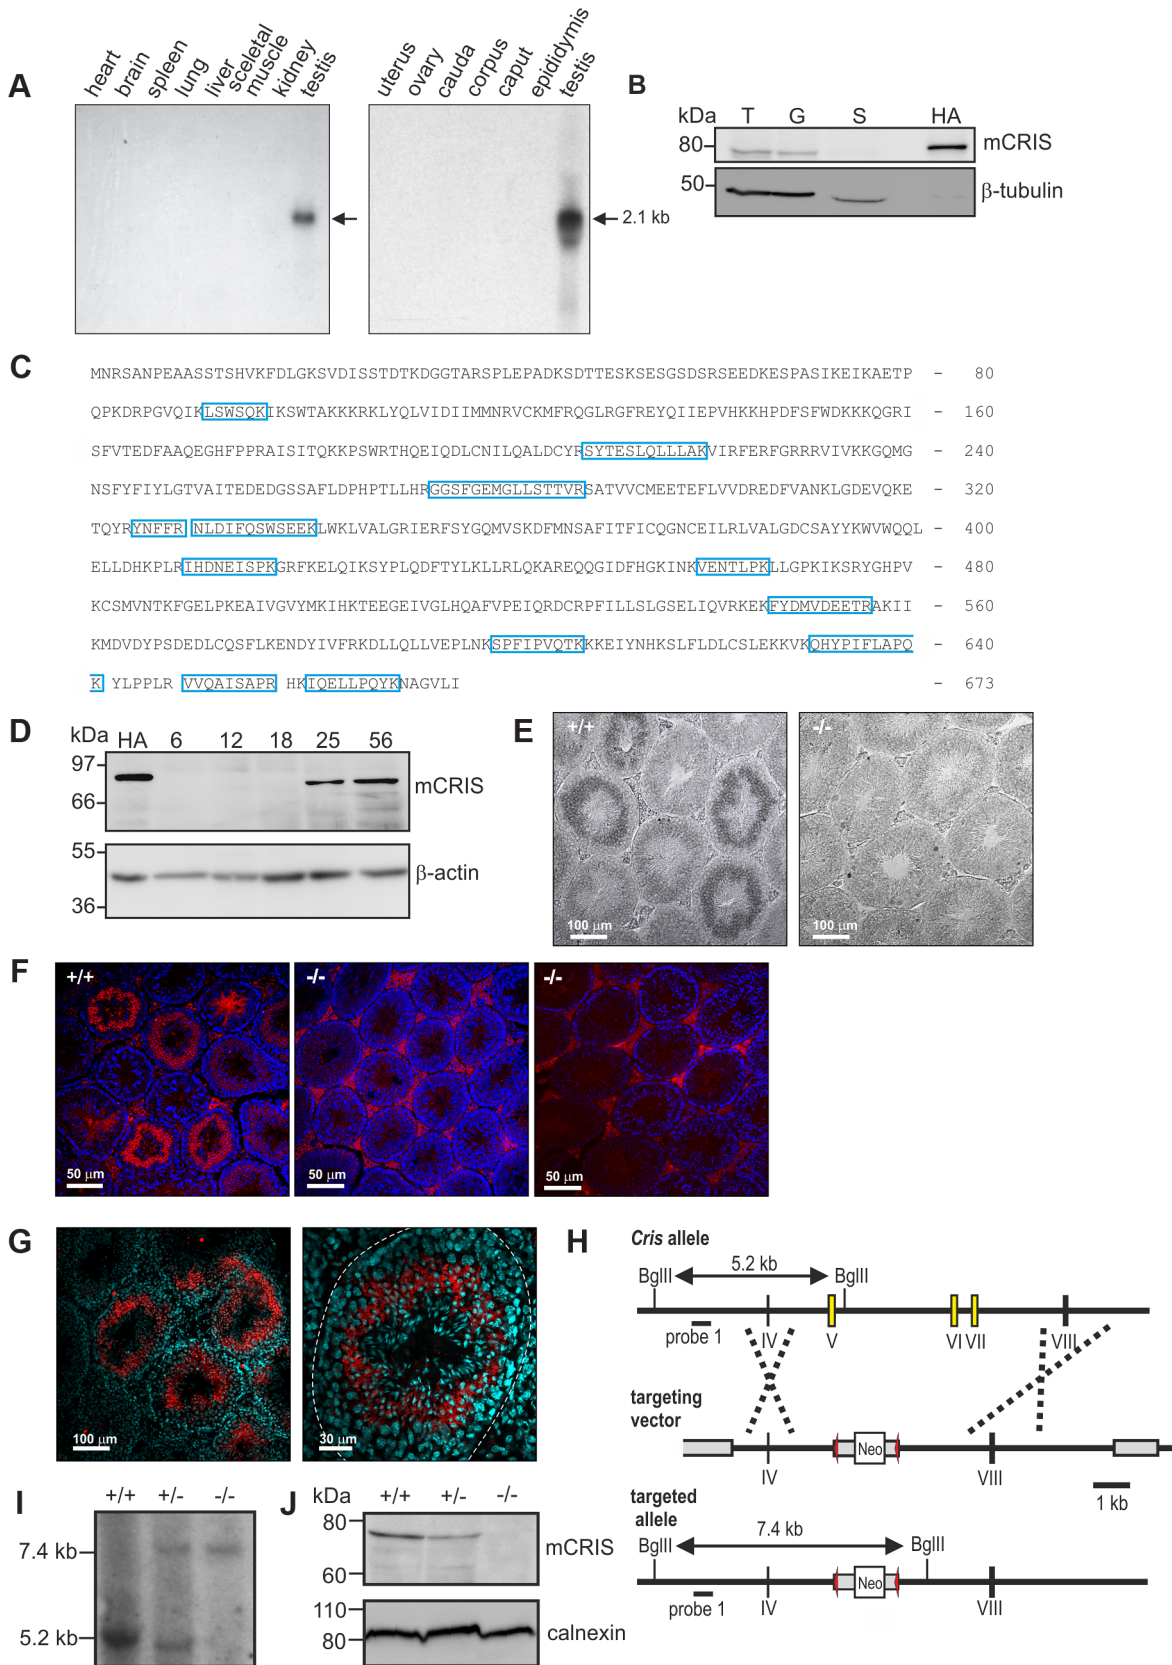 A
heart
brain
spleen
lung
liver
sceletal
muscle
kidney
testis
uterus
ovary
cauda
corpus
caput
epididymis
testis
2.1 kb
B
kDa T G S HA
80 mCRIS
50 β-tubulin
C
MNRSANPEAASSTSHVKFDLGKSVDISSTDTKDGGTARSPLEPADKSDTTESKSESGSDSRSEEDKESPASIKEIKAETP - 80
QPKDRPGVQIKLSWSQKIKSWTAKKKRKLYQLVIDIIMMNRVCKMFRQGLRGFREYQIIEPVHKKHPDFSFWDKKKQGRI - 160
SFVTEDFAAQEGHFPPRAISITQKKPSWRTHQEIQDLCNILQALDCYRSYTESLQLLLAKVIRFERFGRRRVIVKKGQMG - 240
NSFYFIYLGTVAITEDEDGSSAFLDPHPTLLHRGGSFGEMGLLSTTVRSATVVCMEETEFLVVDREDFVANKLGDEVQKE - 320
TQYRYNFFR NLDIFQSWSEEKLWKLVALGRIERFSYGQMVSKDFMNSAFITFICQGNCEILRLVALGDCSAYYKWVWQQL - 400
ELLDHKPLRIHDNEISPKGRFKELQIKSYPLQDFTYLKLLRLQKAREQQGIDFHGKINKVENTLPKLLGPKIKSRYGHPV - 480
KCSMVNTKFGELPKEAIVGVYMKIHKTEEGEIVGLHQAFVPEIQRDCRPFILLSLGSELIQVRKEKFYDMVDEETRAKII - 560
KMDVDYPSDEDLCQSFLKENDYIVFRKDLLQLLVEPLNKSPFIPVQTKKKEIYNHKSLFLDLCSLEKKVKQHYPIFLAPQ - 640
K YLPPLR VVQAISAPR HKIQELLPQYKNAGVLI - 673
D
kDa HA 6 12 18 25 56
97
mCRIS
66
55
β-actin
36
E
+/+
100 μm
-/-
100 μm
F
+/+
50 μm
-/-
50 μm
-/-
50 μm
G
100 μm
30 μm
H
Cris allele
5.2 kb
BglII BglII
probe 1 IV V VI VII VIII
targeting
vector
Neo
IV VIII
1 kb
targeted
allele
7.4 kb
BglII BglII
Neo
probe 1 IV VIII
I
+/+ +/- -/-
7.4 kb
5.2 kb
J
kDa +/+ +/- -/-
80
mCRIS
60
110
calnexin
80